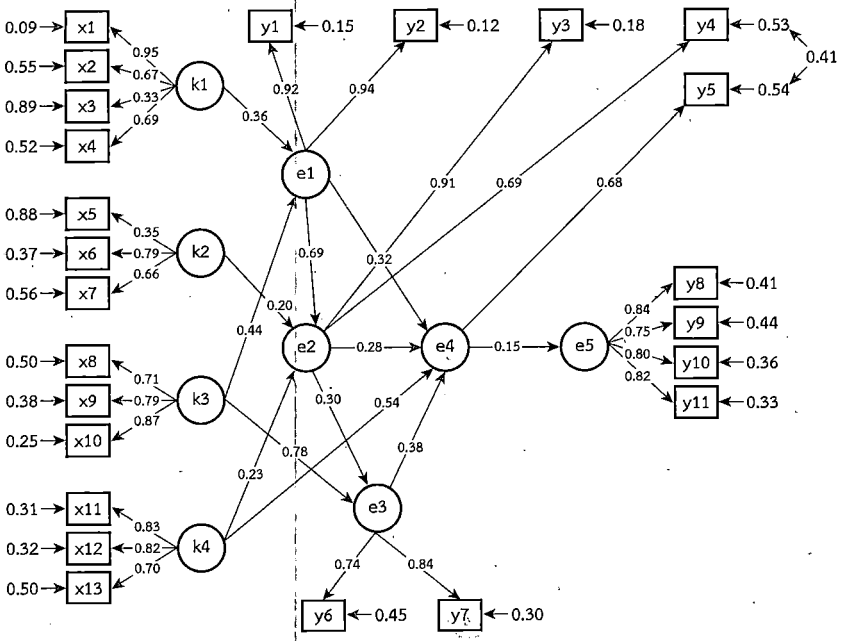 0.09 x1 y1 0.15 y2 0.12 y3 0.18 y4 0.53
0.95 0.41
0.55 x2 0.67 k1 0.92 0.94 y5 0.54
0.89 x3 0.33 0.36
0.52 x4 0.69
e1 0.91 0.69 0.68
0.88 x5 0.35
0.37 x6 0.79 k2 0.69 0.32
0.56 x7 0.66 y8 0.41
0.20 0.84
0.44 0.75 y9 0.44
0.50 x8 e2 0.28 e4 0.15 e5 0.80 y10 0.36
0.71 0.82
0.38 x9 0.79 k3 0.30 0.54 y11 0.33
0.25 x10 0.87
0.78 0.38
0.23
0.31 x11 e3
0.83
0.32 x12 0.82 k4
0.50 x13 0.70 0.74 0.84
y6 0.45 y7 0.30